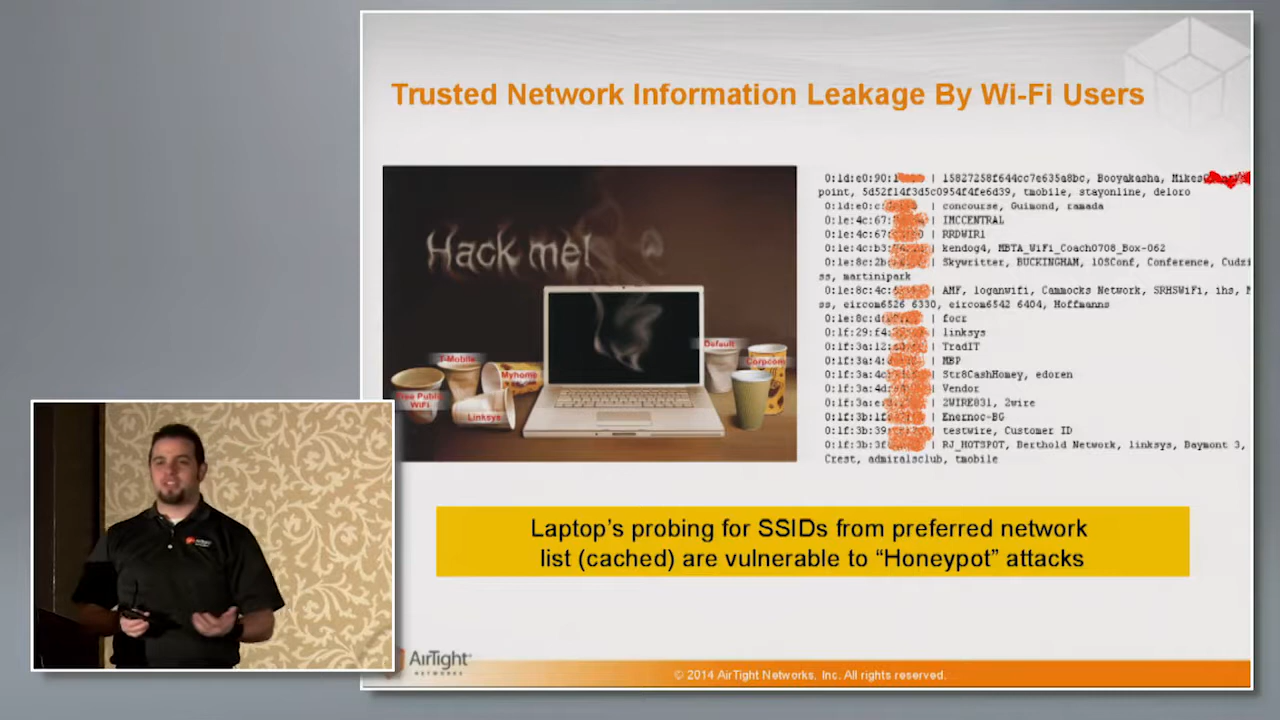 Trusted Network Information Leakage By Wi-Fi Users
Hack me!
T-Mobile
Myhome
Free Public
WiFi
Linksys
Default
Corpcom
0:1d:e0:90: | 15827258f644cc7e635a8bc, Booyakasha, Mikes
point, 5d52f14f3d5c0954f4fe6d39, tmobile, stayonline, deloro
0:1d:e0:c: | concourse, Guimond, ramada
0:1e:4c:67: | IMCCENTRAL
0:1e:4c:67: | RRDWIR1
0:1e:4c:b3: | kendog4, MBTA_WiFi_Coach0708_Box-062
0:1e:8c:2b: | Skywritter, BUCKINGHAM, 10SConf, Conference, Cudzi
ss, martinipark
0:1e:8c:4c: | AMF, loganwifi, Cammocks Network, SRHSWiFi, ihs,
ss, eircom6526 6330, eircom6542 6404, Hoffmanns
0:1e:8c:d | focr
0:1f:29:f4: | linksys
0:1f:3a:12: | TradIT
0:1f:3a:4: | MBP
0:1f:3a:4c: | Str8CashHomey, edoren
0:1f:3a:4d: | Vendor
0:1f:3a:e: | 2WIRE831, 2wire
0:1f:3b:1f: | Enernoc-BG
0:1f:3b:39: | testwire, Customer ID
0:1f:3b:3f: | RJ_HOTSPOT, Berthold Network, linksys, Baymont 3,
Crest, admiralsclub, tmobile
Laptop's probing for SSIDs from preferred network
list (cached) are vulnerable to “Honeypot” attacks
AirTight
NETWORKS
© 2014 AirTight Networks, Inc. All rights reserved.